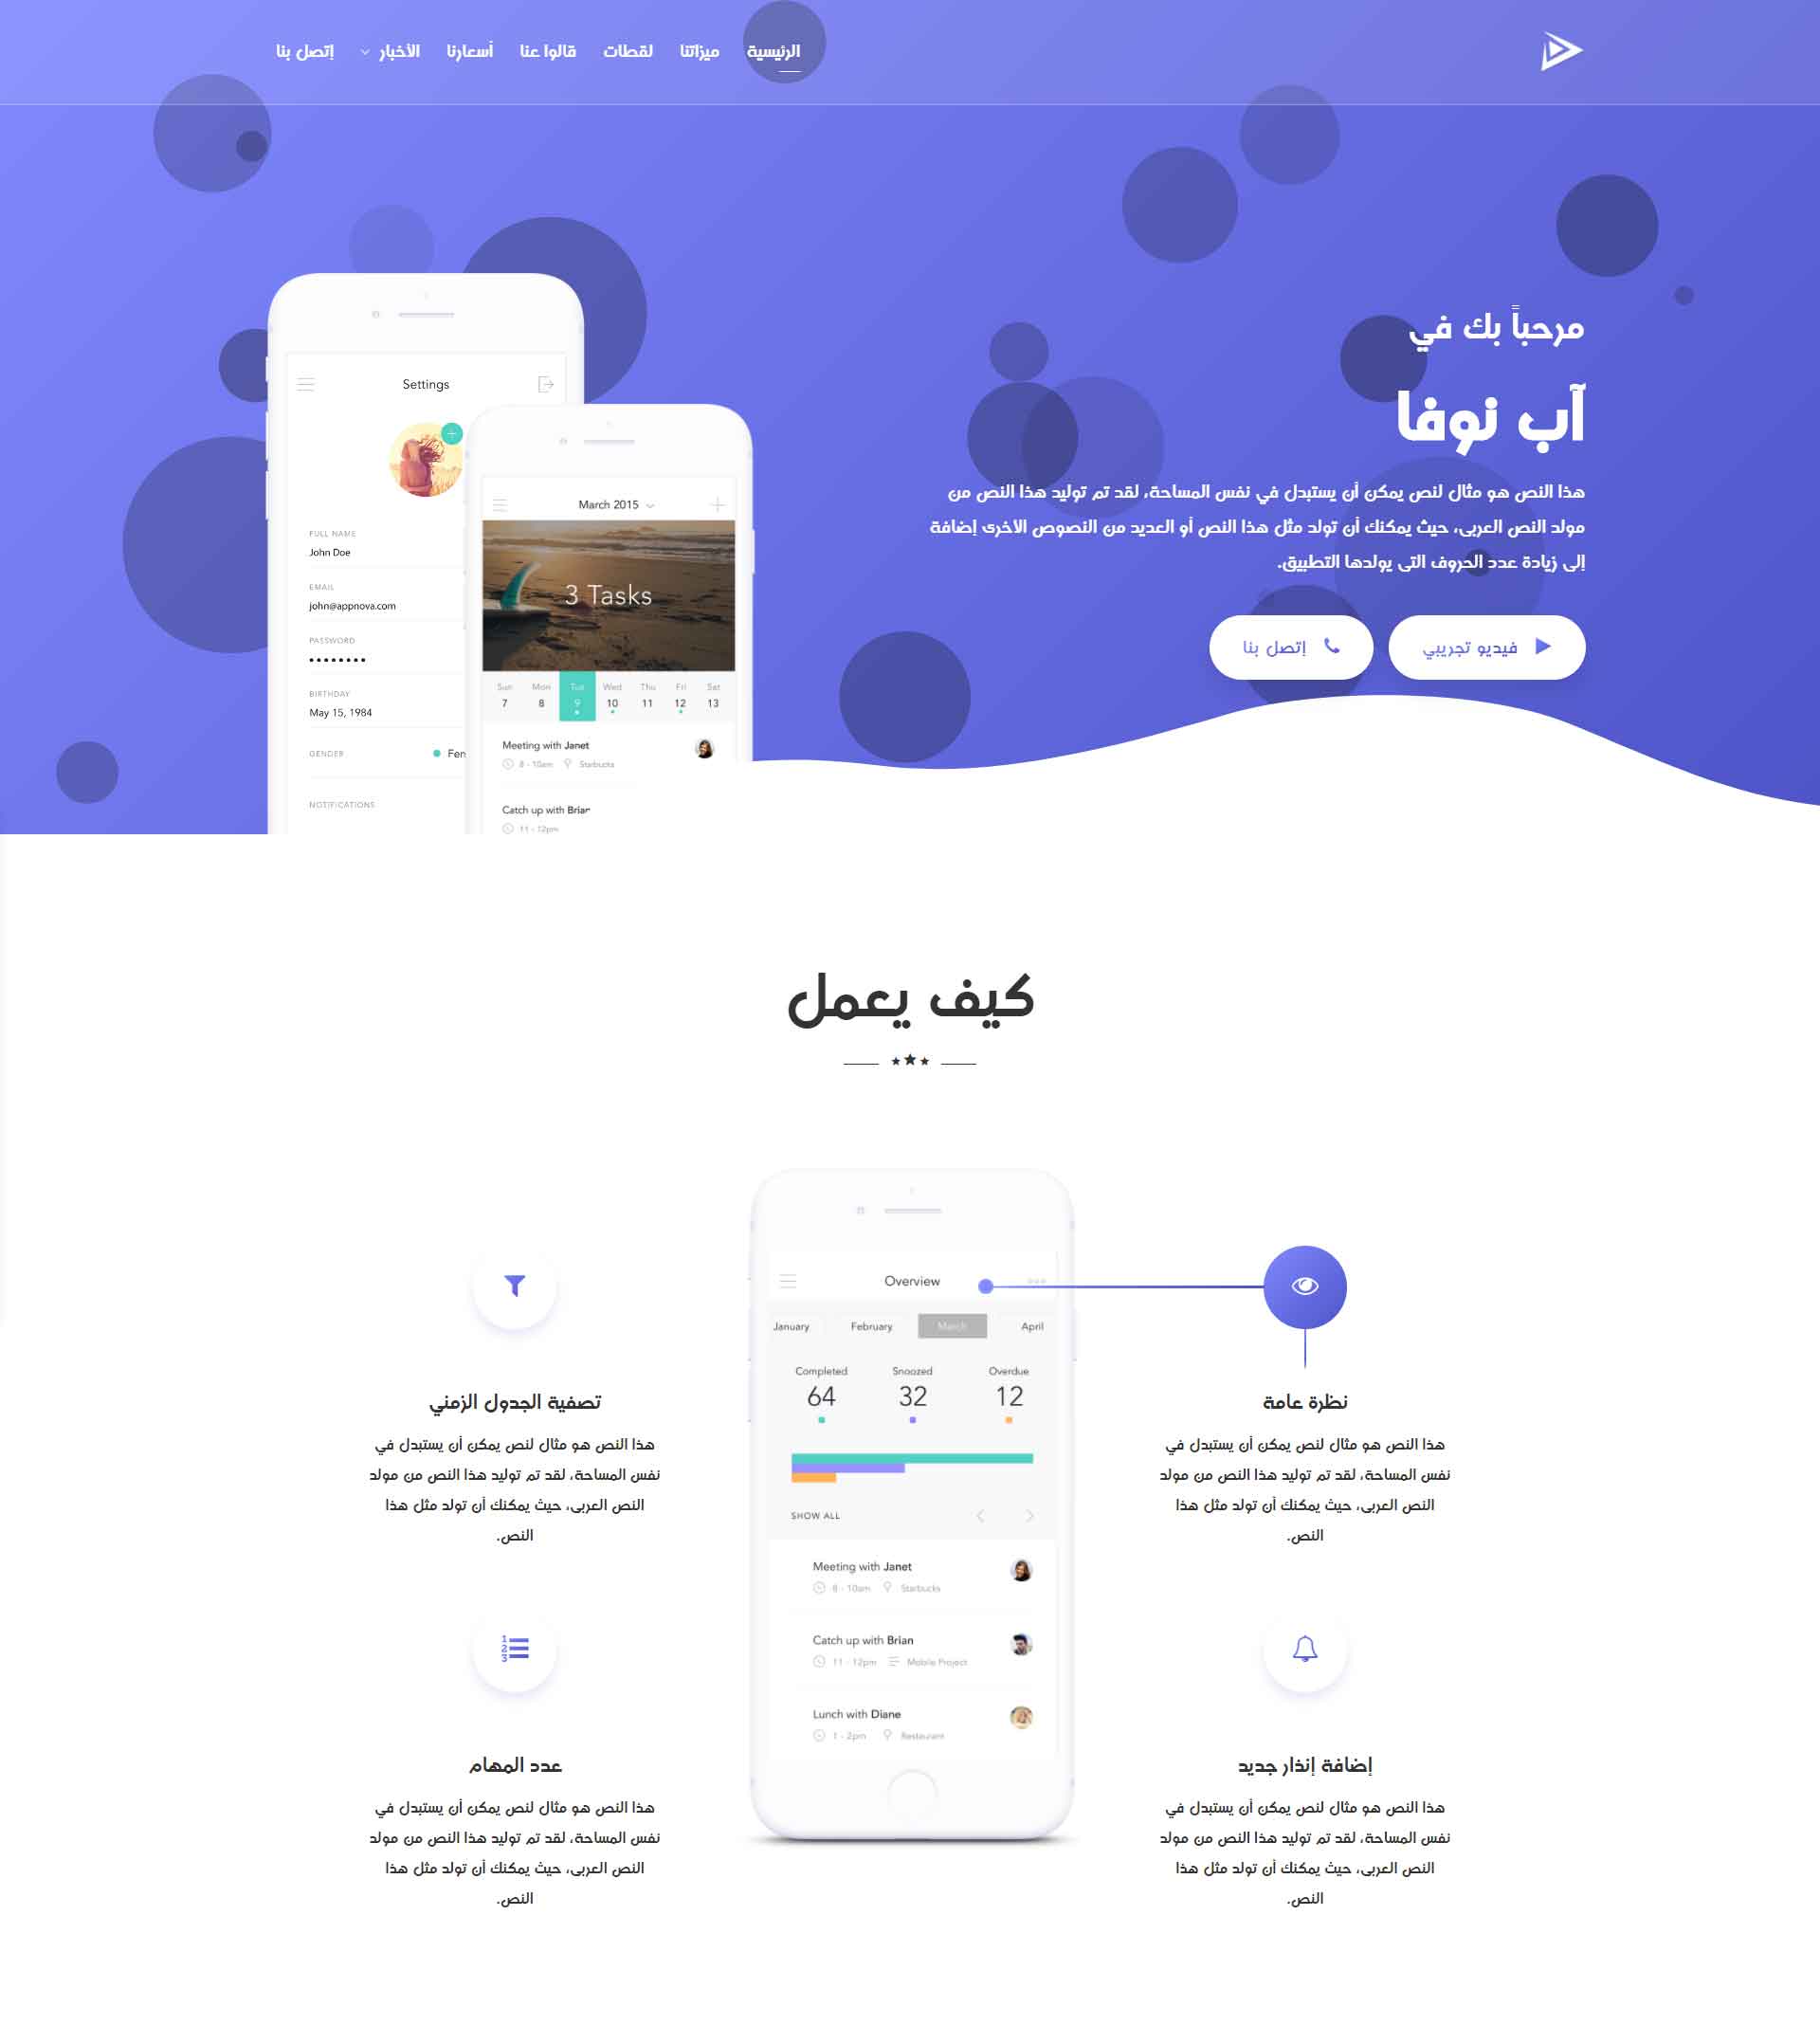 الرئيسية
ميزاتنا
لقطات
قالوا عنا
أسعارنا
الأخبار
إتصل بنا
مرحباً بك في
آب نوفا
هذا النص هو مثال لنص يمكن أن يستبدل في نفس المساحة، لقد تم توليد هذا النص من
مولد النص العربى، حيث يمكنك أن تولد مثل هذا النص أو العديد من النصوص الأخرى إضافة
إلى زيادة عدد الحروف التى يولدها التطبيق.
فيديو تجريبي
إتصل بنا
Settings
FULL NAME
John Doe
EMAIL
john@appnova.com
PASSWORD
••••••••
BIRTHDAY
May 15, 1984
GENDER
Fen
NOTIFICATIONS
March 2015
3 Tasks
Sun Mon Tue Wed Thu Fri Sat
7 8 9 10 11 12 13
Meeting with Janet
8 - 10am Starbucks
Catch up with Brian
11 - 12pm
كيف يعمل
نظرة عامة
هذا النص هو مثال لنص يمكن أن يستبدل في
نفس المساحة، لقد تم توليد هذا النص من مولد
النص العربى، حيث يمكنك أن تولد مثل هذا
النص.
إضافة إنذار جديد
هذا النص هو مثال لنص يمكن أن يستبدل في
نفس المساحة، لقد تم توليد هذا النص من مولد
النص العربى، حيث يمكنك أن تولد مثل هذا
النص.
Overview
January February March April
Completed Snoozed Overdue
64 32 12
SHOW ALL
Meeting with Janet
8 - 10am Starbucks
Catch up with Brian
11 - 12pm Mobile Project
Lunch with Diane
1 - 2pm Restaurant
تصفية الجدول الزمني
هذا النص هو مثال لنص يمكن أن يستبدل في
نفس المساحة، لقد تم توليد هذا النص من مولد
النص العربى، حيث يمكنك أن تولد مثل هذا
النص.
عدد المهام
هذا النص هو مثال لنص يمكن أن يستبدل في
نفس المساحة، لقد تم توليد هذا النص من مولد
النص العربى، حيث يمكنك أن تولد مثل هذا
النص.